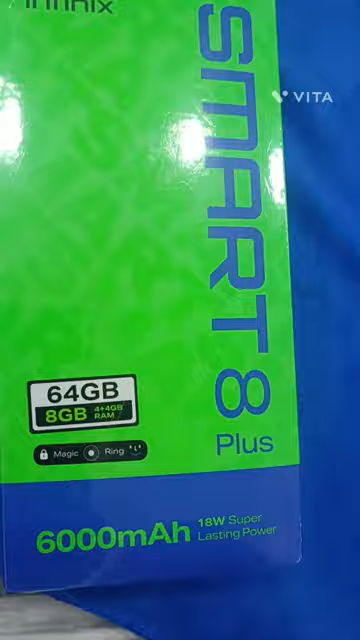 Infinix
SMART 8
Plus
VITA
64GB
8GB 4+4GB RAM
Magic Ring
6000mAh 18W Super
Lasting Power